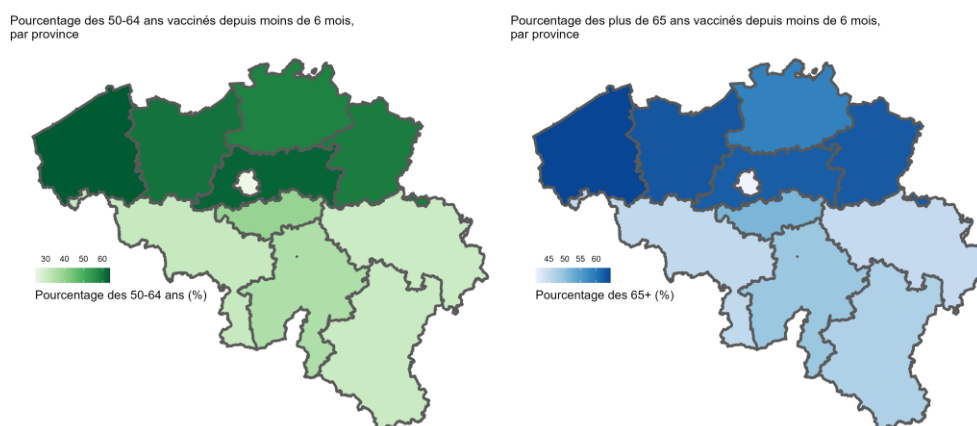 Pourcentage des 50-64 ans vaccinés depuis moins de 6 mois,
par province
30 40 50 60
Pourcentage des 50-64 ans (%)
Pourcentage des plus de 65 ans vaccinés depuis moins de 6 mois,
par province
45 50 55 60
Pourcentage des 65+ (%)